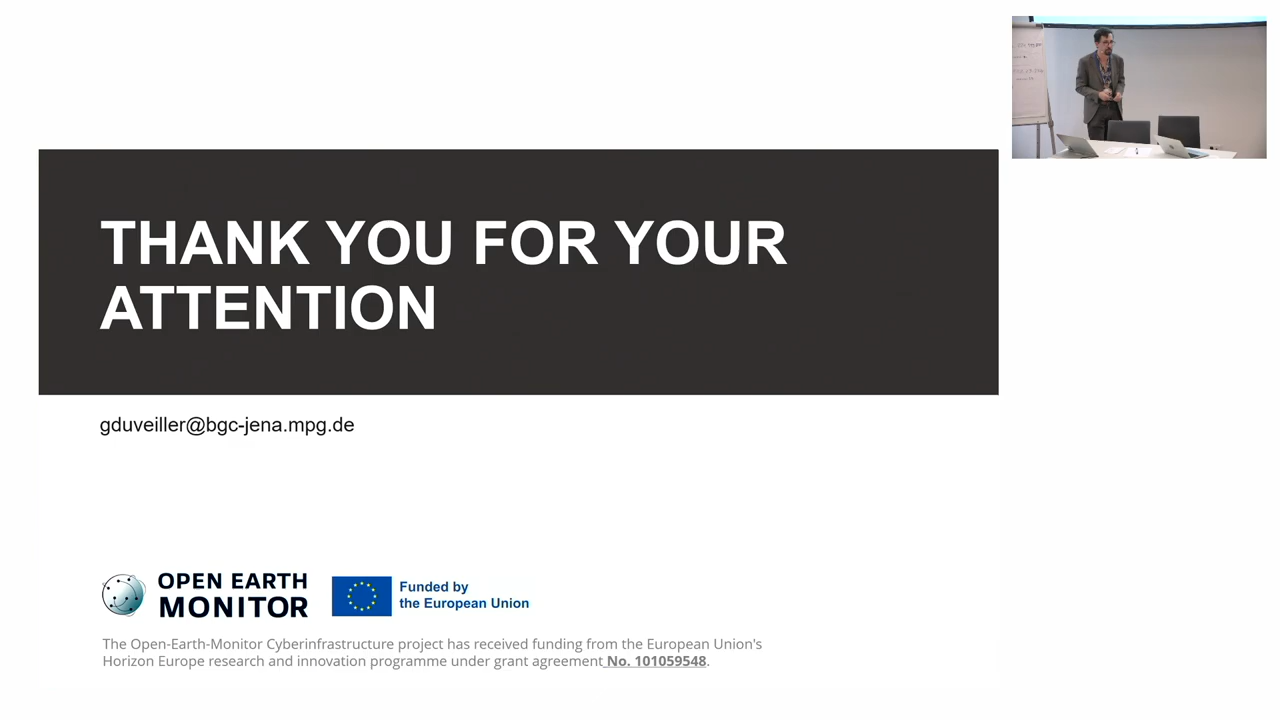 THANK YOU FOR YOUR
ATTENTION
gduveiller@bgc-jena.mpg.de
OPEN EARTH
MONITOR
Funded by
the European Union
The Open-Earth-Monitor Cyberinfrastructure project has received funding from the European Union's
Horizon Europe research and innovation programme under grant agreement No. 101059548.